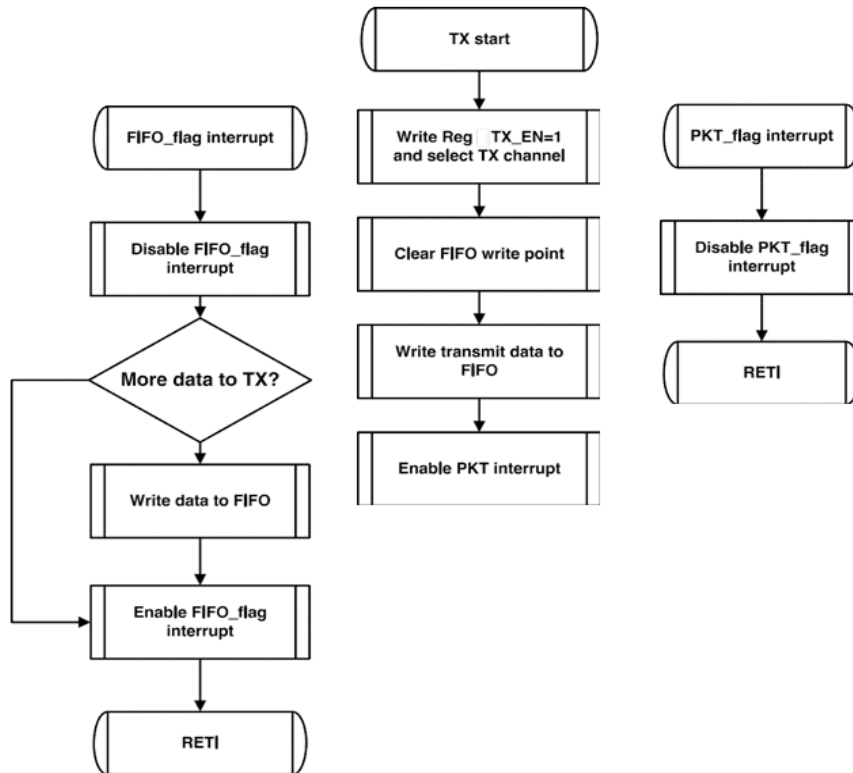 FIFO_flag interrupt
Disable FIFO_flag
interrupt
More data to TX?
Write data to FIFO
Enable FIFO_flag
interrupt
RETI
TX start
Write Reg TX_EN=1
and select TX channel
Clear FIFO write point
Write transmit data to
FIFO
Enable PKT interrupt
PKT_flag interrupt
Disable PKT_flag
interrupt
RETI